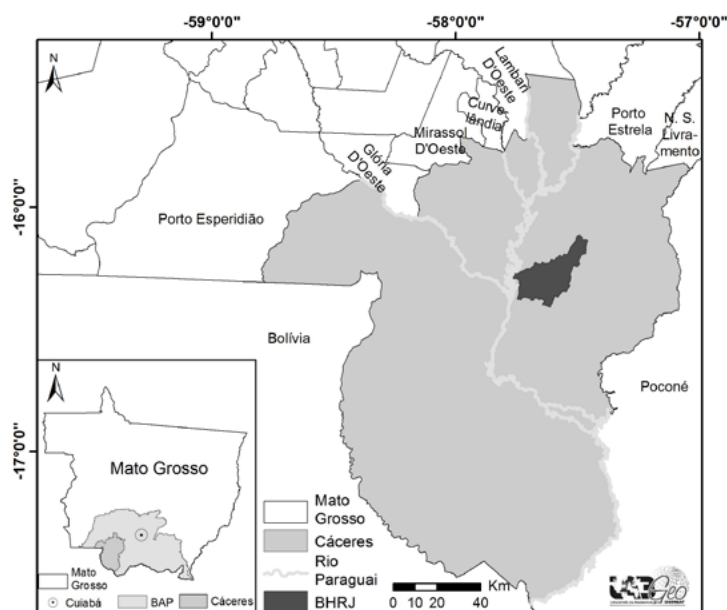 -59°0'0"
-58°0'0"
-57°0'0"
N
Lambari
D'Oeste
Curve-
lândia
Porto
Estrela
N. S.
Livra-
mento
Mirassol
D'Oeste
Glória
D'Oeste
-16°0'0"
Porto Esperidião
Bolívia
Poconé
-17°0'0"
N
Mato Grosso
Mato
Grosso
Cuiabá
BAP
Cáceres
Mato
Grosso
Cáceres
Rio
Paraguai
BHRJ
Km
10 0 10 20 40
Geo